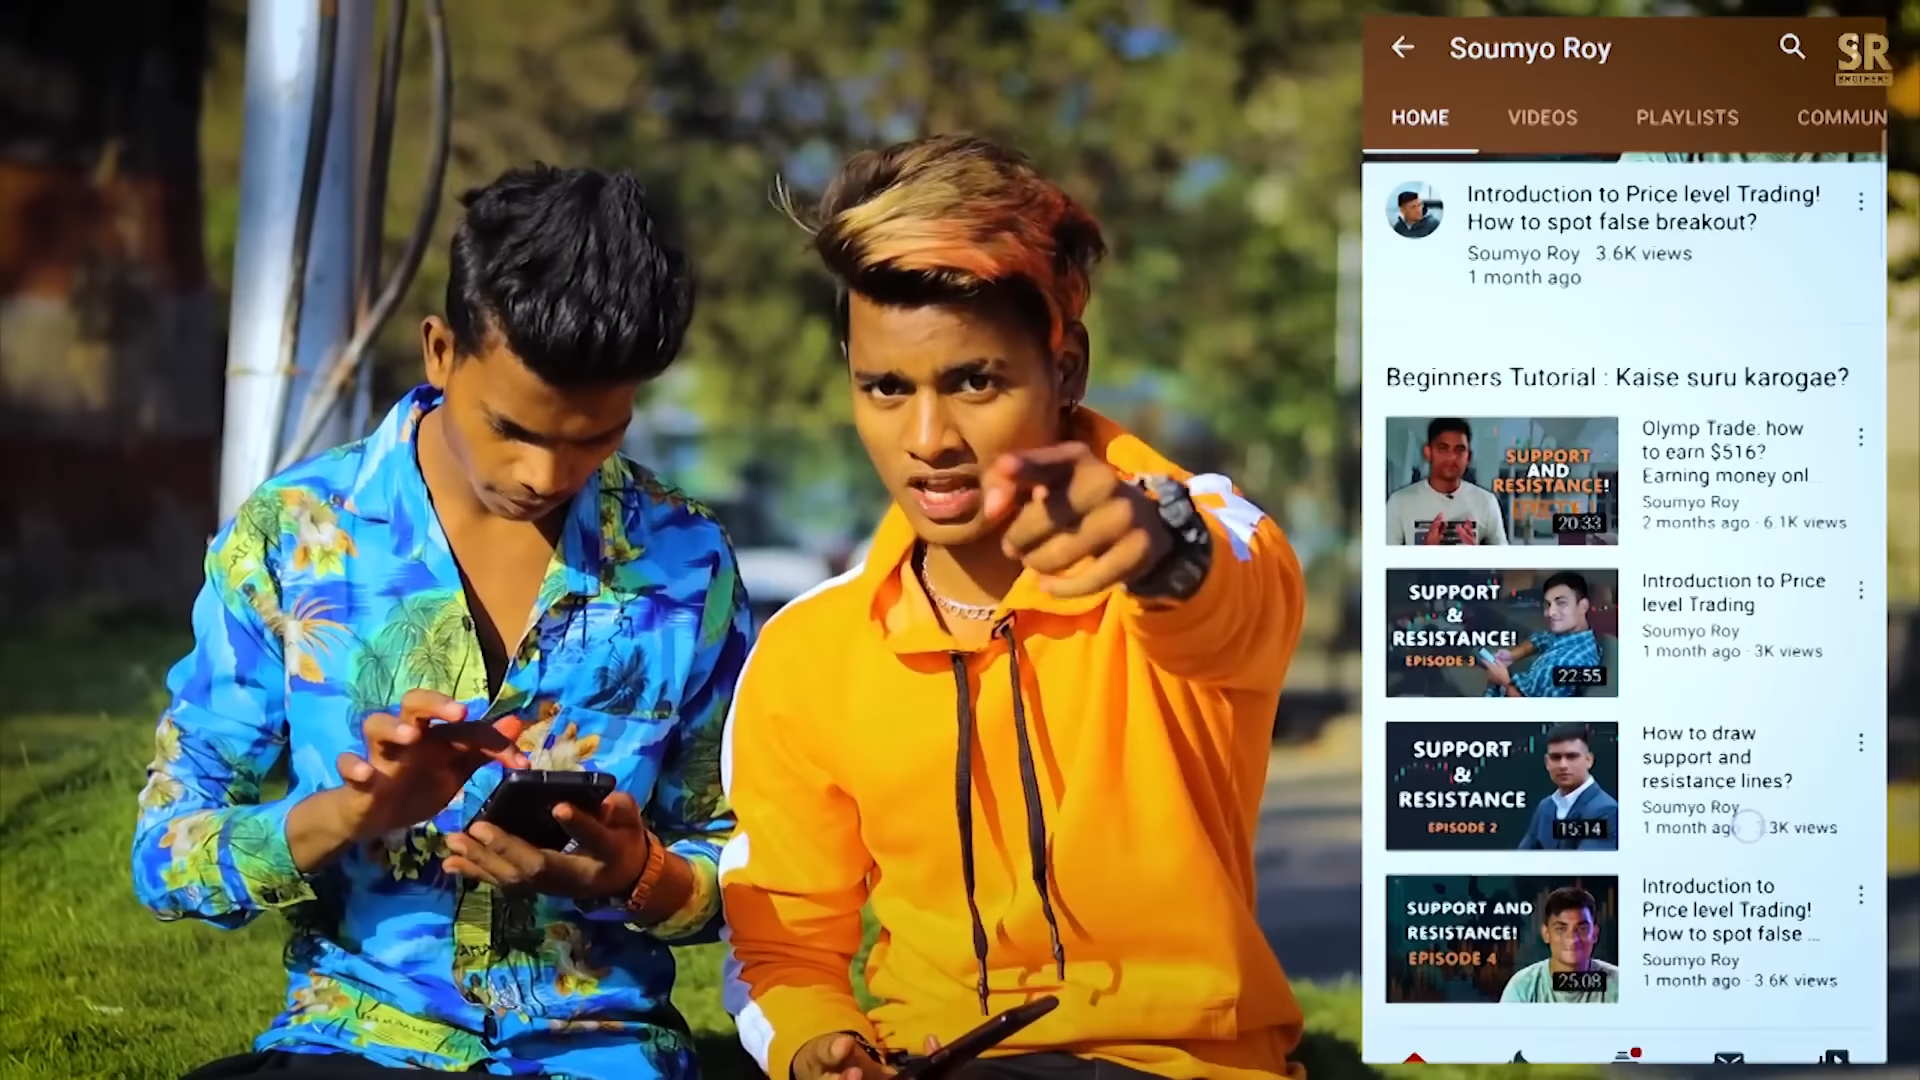 Soumyo Roy
SR
BROTHERS
HOME VIDEOS PLAYLISTS COMMUN
Introduction to Price level Trading!
How to spot false breakout?
Soumyo Roy 3.6K views
1 month ago
Beginners Tutorial : Kaise suru karogae?
SUPPORT
AND
RESISTANCE!
20:33
Olymp Trade: how
to earn $516?
Earning money onl...
Soumyo Roy
2 months ago · 6.1K views
SUPPORT
&
RESISTANCE!
EPISODE 3
22:55
Introduction to Price
level Trading
Soumyo Roy
1 month ago · 3K views
SUPPORT
&
RESISTANCE
EPISODE 2
15:14
How to draw
support and
resistance lines?
Soumyo Roy
1 month ago 3K views
SUPPORT AND
RESISTANCE!
EPISODE 4
25:08
Introduction to
Price level Trading!
How to spot false ...
Soumyo Roy
1 month ago · 3.6K views